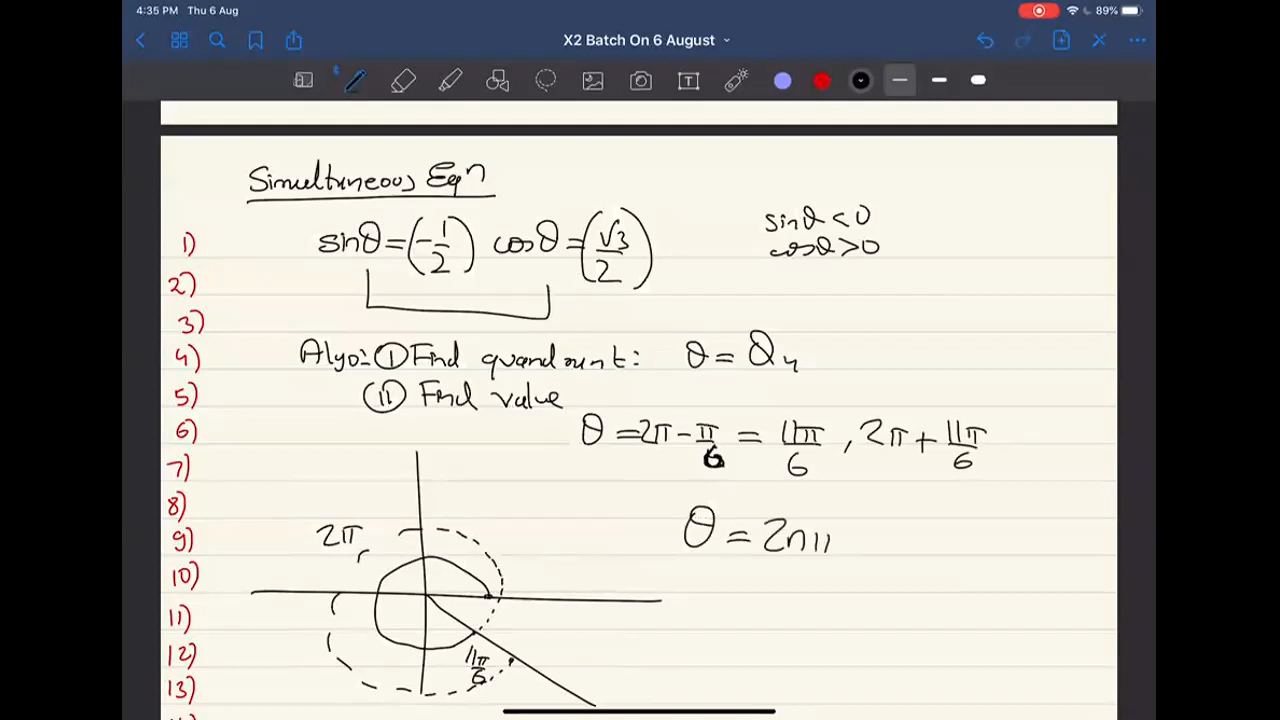 4:35 PM Thu 6 Aug
89%
X2 Batch On 6 August
T
Simultaneous Eqn
sinθ = (-1/2) cosθ = (√3/2)
sinθ < 0
cosθ > 0
Algo: (I) Find quandrunt: θ = Q4
(II) Find value
θ = 2π - π/6 = 11π/6, 2π + 11π/6
θ = 2nπ
2π
11π/6
1)
2)
3)
4)
5)
6)
7)
8)
9)
10)
11)
12)
13)